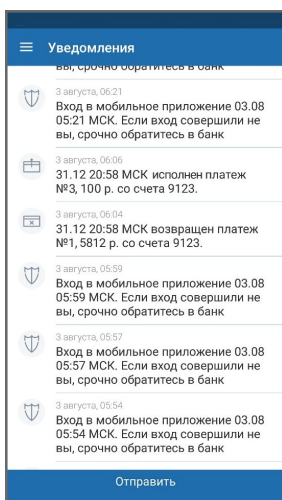 Уведомления
вы, срочно обратитесь в банк
3 августа, 06:21
Вход в мобильное приложение 03.08
05:21 МСК. Если вход совершили не
вы, срочно обратитесь в банк
3 августа, 06:06
31.12 20:58 МСК исполнен платеж
№3, 100 р. со счета 9123.
3 августа, 06:04
31.12 20:58 МСК возвращен платеж
№1, 5812 р. со счета 9123.
3 августа, 05:59
Вход в мобильное приложение 03.08
05:59 МСК. Если вход совершили не
вы, срочно обратитесь в банк
3 августа, 05:57
Вход в мобильное приложение 03.08
05:57 МСК. Если вход совершили не
вы, срочно обратитесь в банк
3 августа, 05:54
Вход в мобильное приложение 03.08
05:54 МСК. Если вход совершили не
вы, срочно обратитесь в банк
Отправить